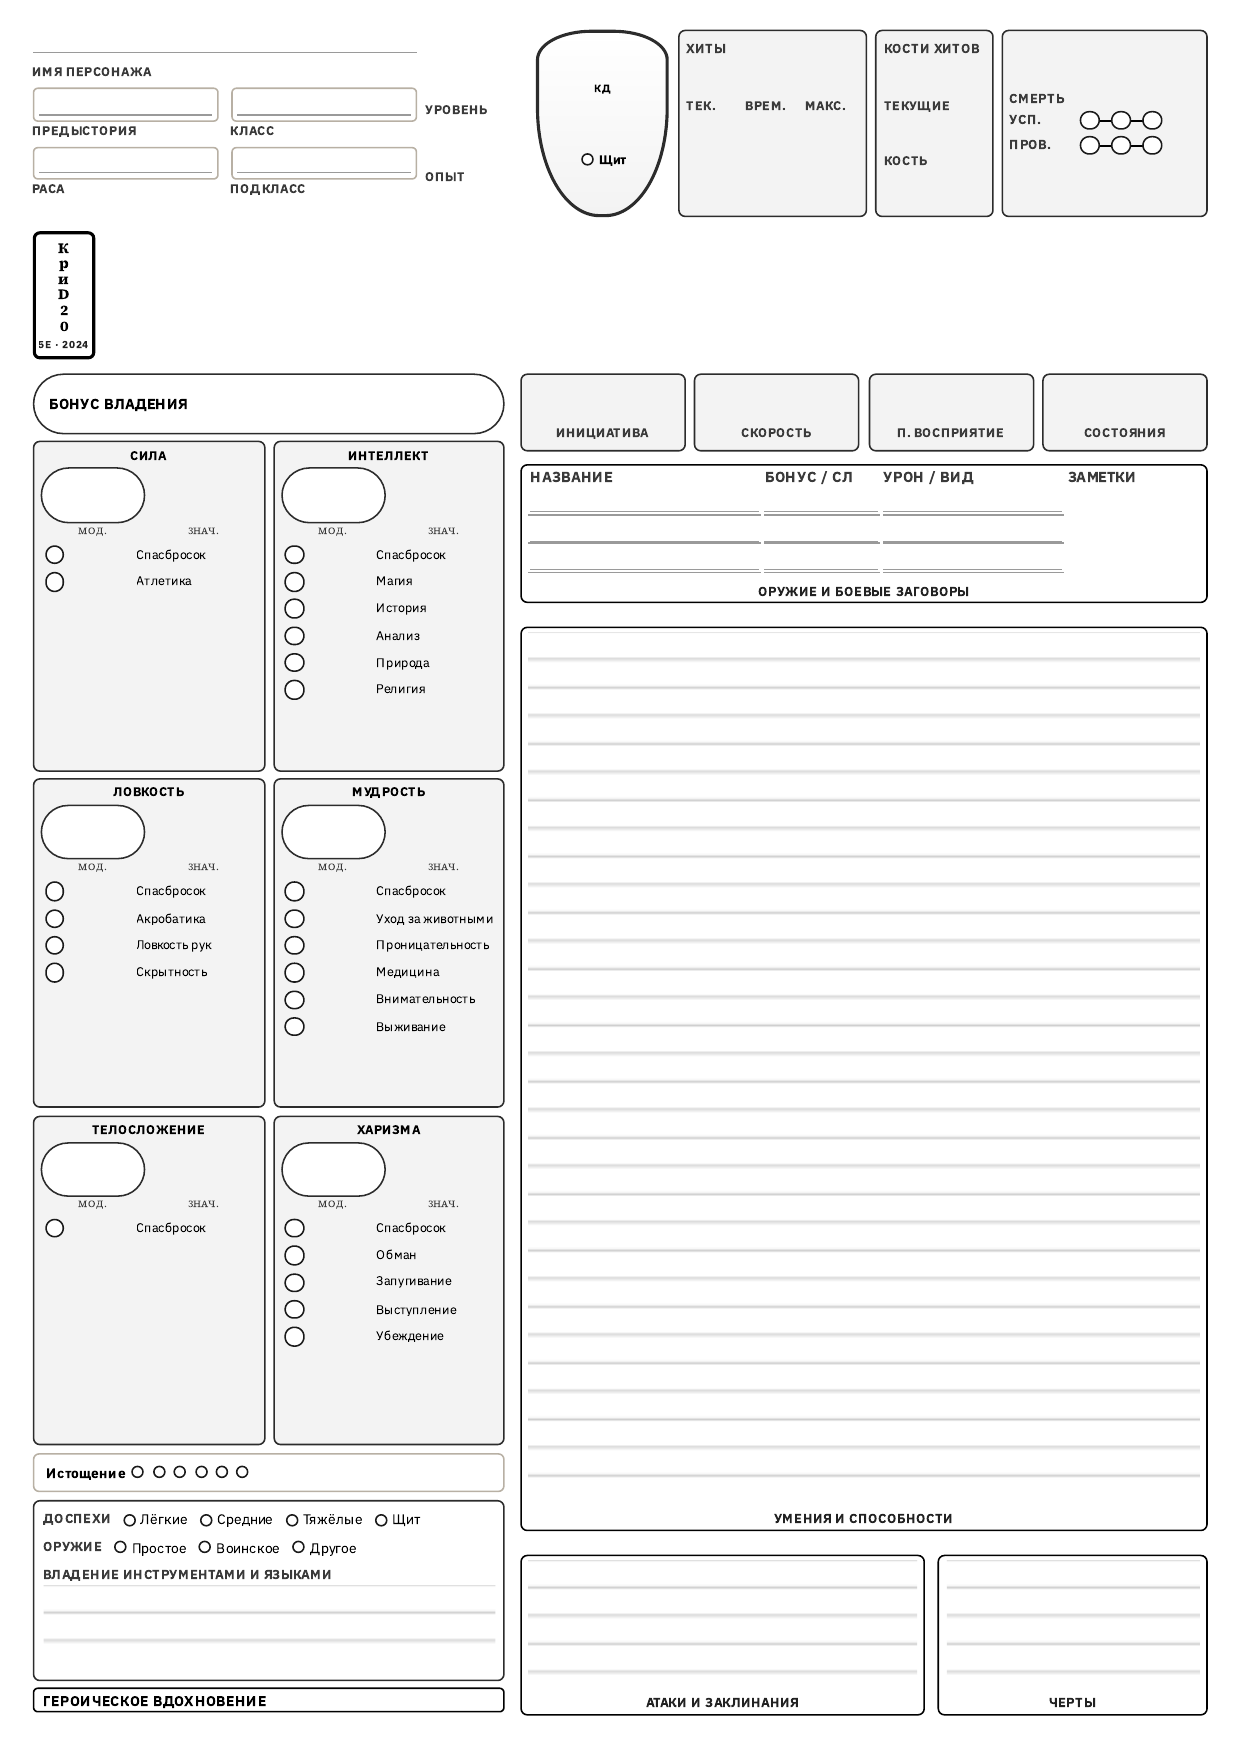 ИМЯ ПЕРСОНАЖА
УРОВЕНЬ
ПРЕДЫСТОРИЯ КЛАСС
ОПЫТ
РАСА ПОДКЛАСС
КД
Щит
ХИТЫ
ТЕК. ВРЕМ. МАКС.
КОСТИ ХИТОВ
ТЕКУЩИЕ
КОСТЬ
СМЕРТЬ
УСП.
ПРОВ.
К
р
и
D
2
0
5E · 2024
БОНУС ВЛАДЕНИЯ
СИЛА
МОД. ЗНАЧ.
Спасбросок
Атлетика
ИНТЕЛЛЕКТ
МОД. ЗНАЧ.
Спасбросок
Магия
История
Анализ
Природа
Религия
ЛОВКОСТЬ
МОД. ЗНАЧ.
Спасбросок
Акробатика
Ловкость рук
Скрытность
МУДРОСТЬ
МОД. ЗНАЧ.
Спасбросок
Уход за животными
Проницательность
Медицина
Внимательность
Выживание
ТЕЛОСЛОЖЕНИЕ
МОД. ЗНАЧ.
Спасбросок
ХАРИЗМА
МОД. ЗНАЧ.
Спасбросок
Обман
Запугивание
Выступление
Убеждение
Истощение
ДОСПЕХИ Лёгкие Средние Тяжёлые Щит
ОРУЖИЕ Простое Воинское Другое
ВЛАДЕНИЕ ИНСТРУМЕНТАМИ И ЯЗЫКАМИ
ГЕРОИЧЕСКОЕ ВДОХНОВЕНИЕ
ИНИЦИАТИВА СКОРОСТЬ П. ВОСПРИЯТИЕ СОСТОЯНИЯ
НАЗВАНИЕ БОНУС / СЛ УРОН / ВИД ЗАМЕТКИ
ОРУЖИЕ И БОЕВЫЕ ЗАГОВОРЫ
УМЕНИЯ И СПОСОБНОСТИ
АТАКИ И ЗАКЛИНАНИЯ
ЧЕРТЫ